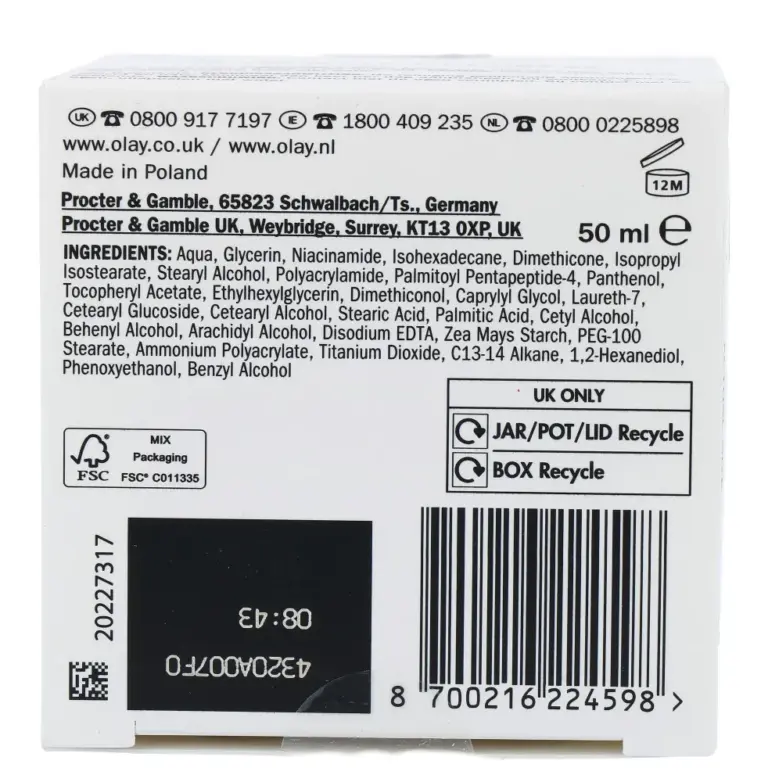 UK ☎ 0800 917 7197 IE ☎ 1800 409 235 NL ☎ 0800 0225898
www.olay.co.uk / www.olay.nl
Made in Poland
12M
Procter & Gamble, 65823 Schwalbach/Ts., Germany
Procter & Gamble UK, Weybridge, Surrey, KT13 0XP, UK
50 ml ℮
INGREDIENTS: Aqua, Glycerin, Niacinamide, Isohexadecane, Dimethicone, Isopropyl
Isostearate, Stearyl Alcohol, Polyacrylamide, Palmitoyl Pentapeptide-4, Panthenol,
Tocopheryl Acetate, Ethylhexylglycerin, Dimethiconol, Caprylyl Glycol, Laureth-7,
Cetearyl Glucoside, Cetearyl Alcohol, Stearic Acid, Palmitic Acid, Cetyl Alcohol,
Behenyl Alcohol, Arachidyl Alcohol, Disodium EDTA, Zea Mays Starch, PEG-100
Stearate, Ammonium Polyacrylate, Titanium Dioxide, C13-14 Alkane, 1,2-Hexanediol,
Phenoxyethanol, Benzyl Alcohol
UK ONLY
JAR/POT/LID Recycle
BOX Recycle
FSC
MIX
Packaging
FSC® C011335
20227317
4320A007F0
08:43
8 700216 224598 >